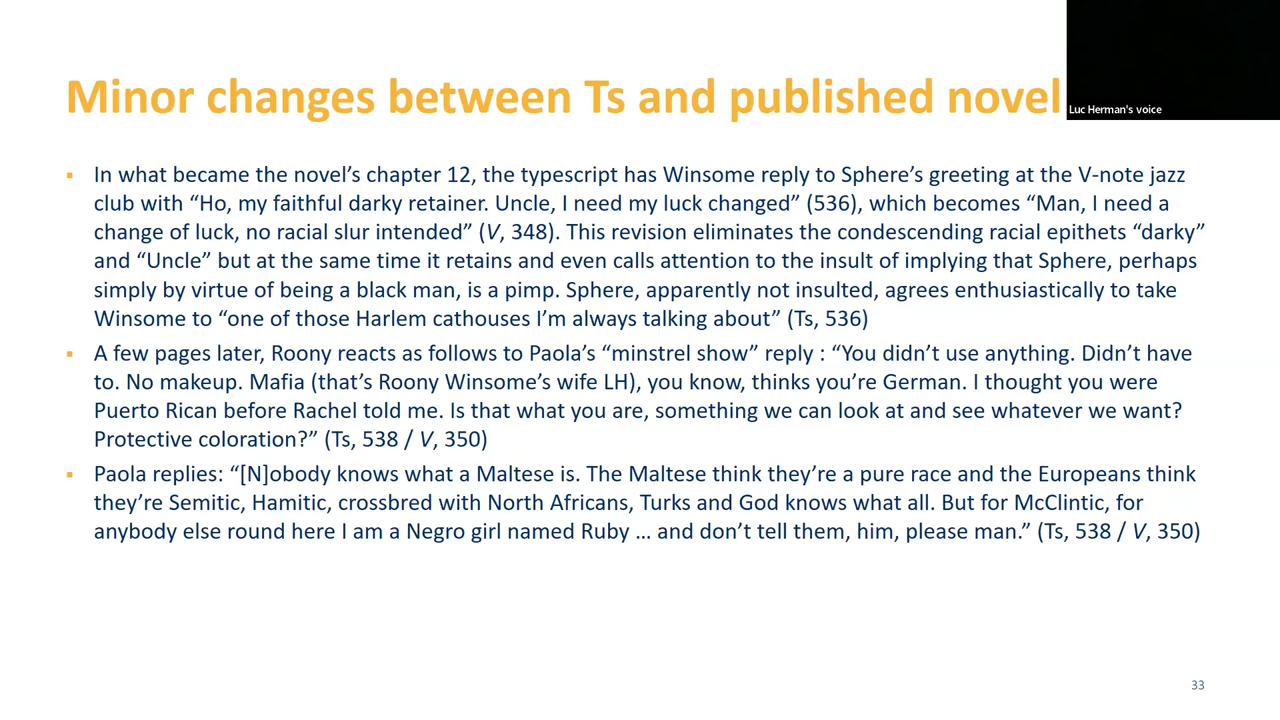 Minor changes between Ts and published novel
Luc Herman's voice
▪ In what became the novel’s chapter 12, the typescript has Winsome reply to Sphere’s greeting at the V-note jazz
club with “Ho, my faithful darky retainer. Uncle, I need my luck changed” (536), which becomes “Man, I need a
change of luck, no racial slur intended” (V, 348). This revision eliminates the condescending racial epithets “darky”
and “Uncle” but at the same time it retains and even calls attention to the insult of implying that Sphere, perhaps
simply by virtue of being a black man, is a pimp. Sphere, apparently not insulted, agrees enthusiastically to take
Winsome to “one of those Harlem cathouses I’m always talking about” (Ts, 536)
▪ A few pages later, Roony reacts as follows to Paola’s “minstrel show” reply : “You didn’t use anything. Didn’t have
to. No makeup. Mafia (that’s Roony Winsome’s wife LH), you know, thinks you’re German. I thought you were
Puerto Rican before Rachel told me. Is that what you are, something we can look at and see whatever we want?
Protective coloration?” (Ts, 538 / V, 350)
▪ Paola replies: “[N]obody knows what a Maltese is. The Maltese think they’re a pure race and the Europeans think
they’re Semitic, Hamitic, crossbred with North Africans, Turks and God knows what all. But for McClintic, for
anybody else round here I am a Negro girl named Ruby … and don’t tell them, him, please man.” (Ts, 538 / V, 350)
33